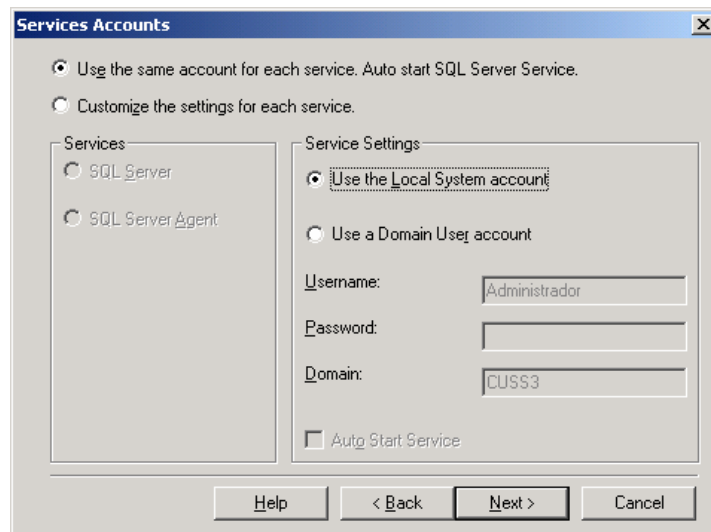 Services Accounts
Use the same account for each service. Auto start SQL Server Service.
Customize the settings for each service.
Services
SQL Server
SQL Server Agent
Service Settings
Use the Local System account
Use a Domain User account
Username:
Administrador
Password:
Domain:
CUSS3
Auto Start Service
Help
< Back
Next >
Cancel